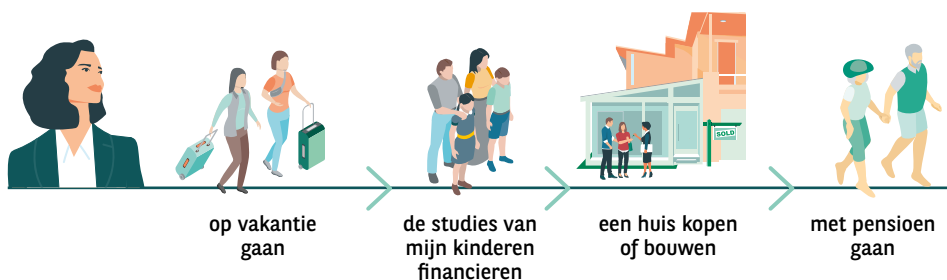 SOLD
op vakantie
gaan
de studies van
mijn kinderen
financieren
een huis kopen
of bouwen
met pensioen
gaan